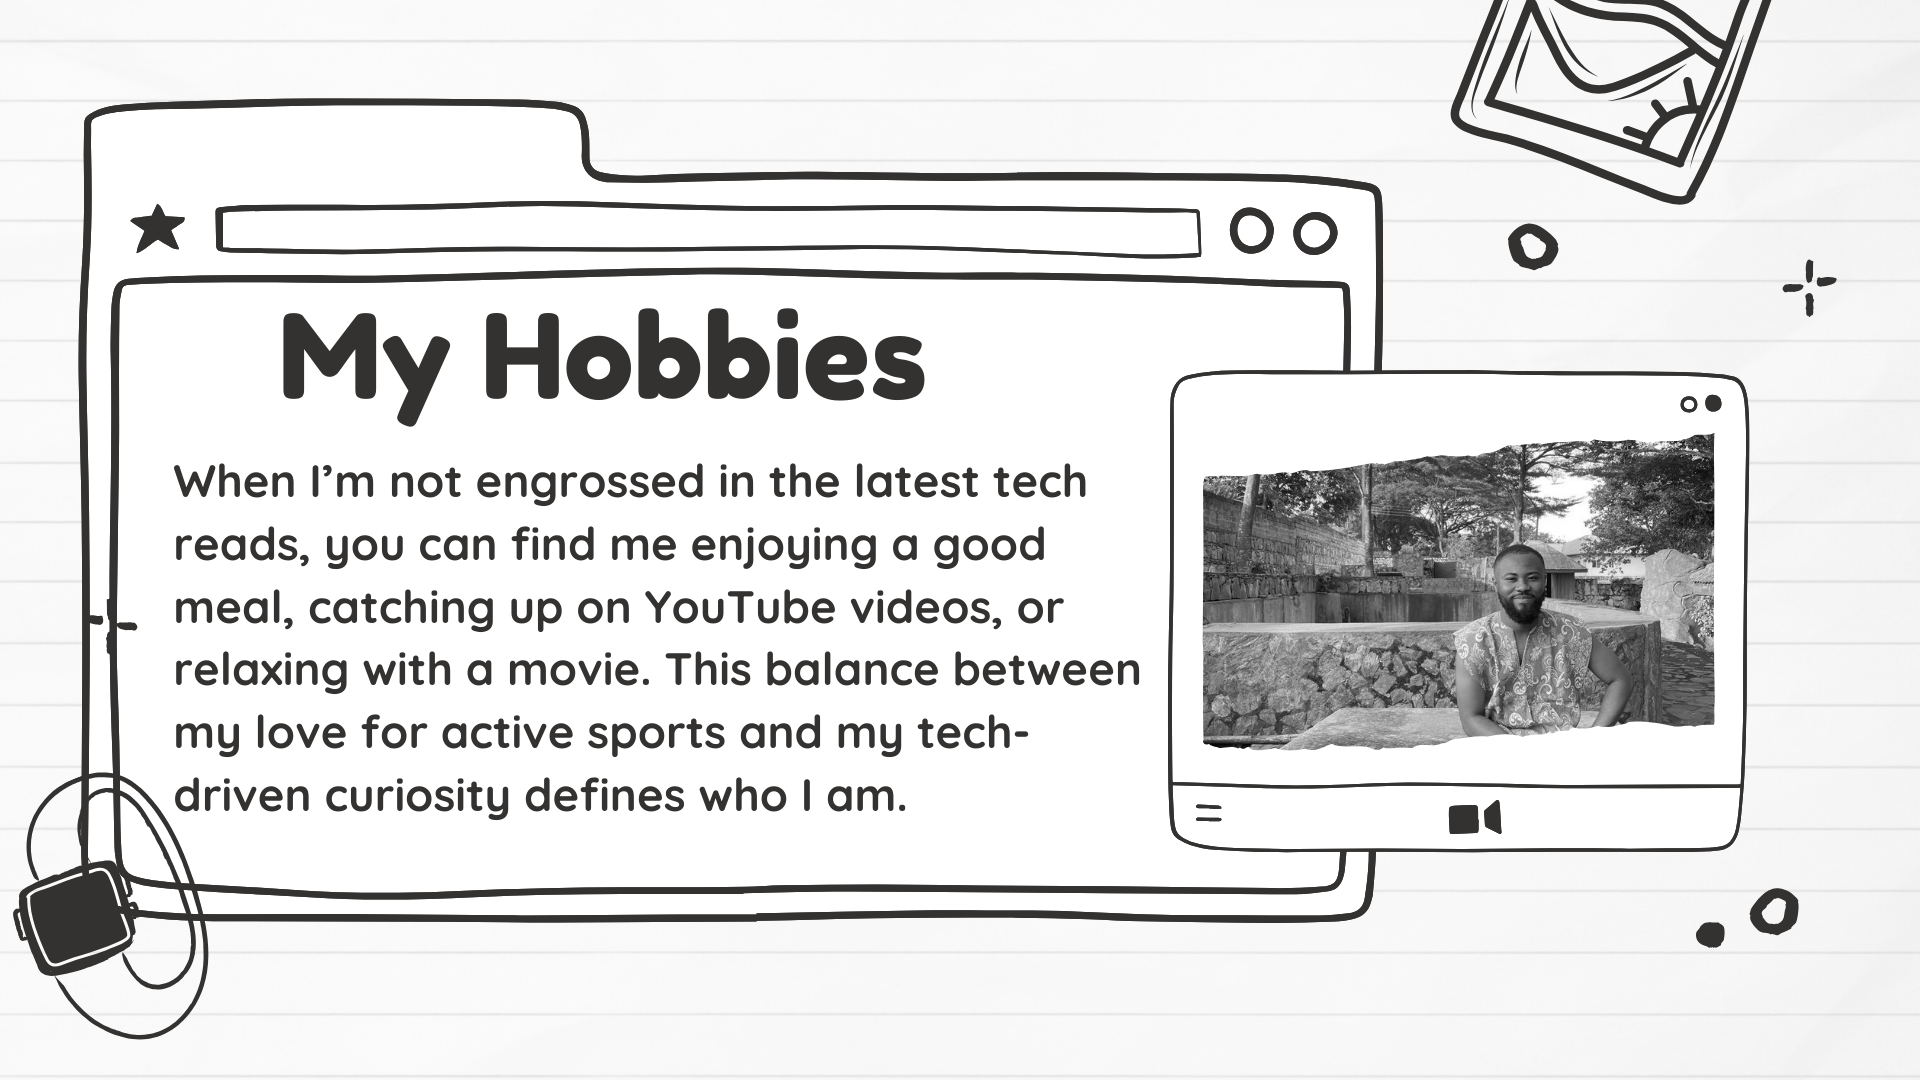 My Hobbies
When I’m not engrossed in the latest tech
reads, you can find me enjoying a good
meal, catching up on YouTube videos, or
relaxing with a movie. This balance between
my love for active sports and my tech-
driven curiosity defines who I am.